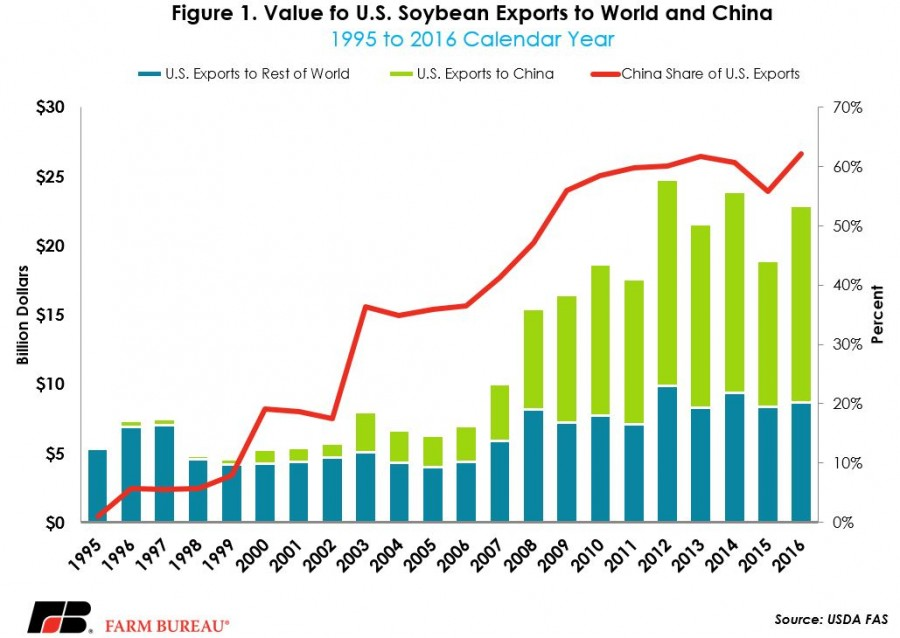 Figure 1. Value fo U.S. Soybean Exports to World and China
1995 to 2016 Calendar Year
U.S. Exports to Rest of World U.S. Exports to China China Share of U.S. Exports
$30 70%
$25 60%
$20 50%
$15 40%
$10 30%
$5 20%
$0 10%
0%
Billion Dollars
Percent
1995 1996 1997 1998 1999 2000 2001 2002 2003 2004 2005 2006 2007 2008 2009 2010 2011 2012 2013 2014 2015 2016
FB® FARM BUREAU®
Source: USDA FAS